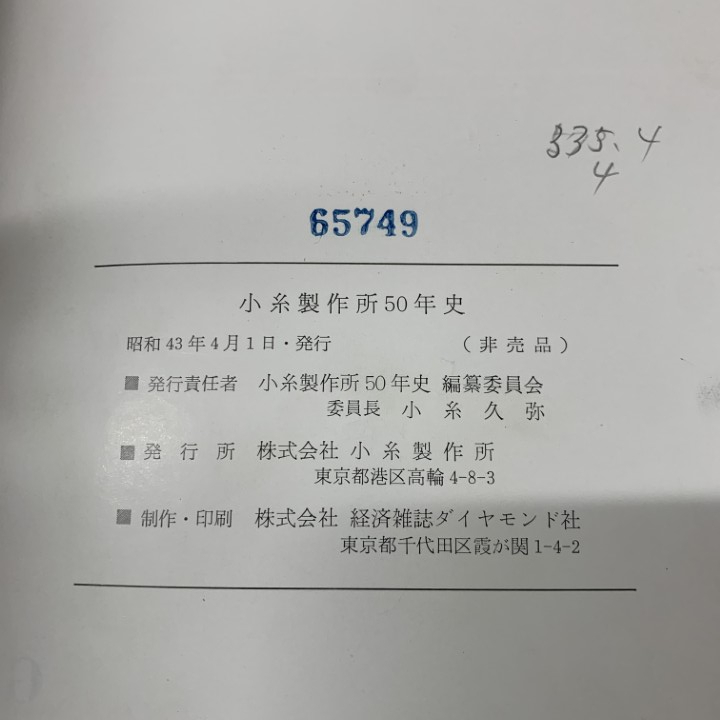 335.4
4
65749
小糸製作所50年史
昭和43年4月1日・発行 (非売品)
■ 発行責任者 小糸製作所50年史 編纂委員会
委員長 小糸久弥
■ 発行所 株式会社 小糸製作所
東京都港区高輪4-8-3
■ 制作・印刷 株式会社 経済雑誌ダイヤモンド社
東京都千代田区霞が関1-4-2